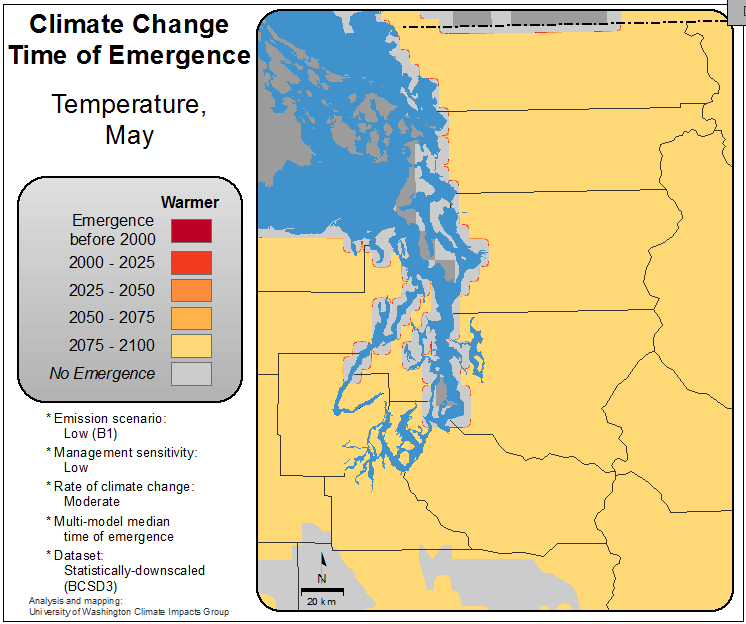 Climate Change
Time of Emergence
Temperature,
May
Warmer
Emergence
before 2000
2000 - 2025
2025 - 2050
2050 - 2075
2075 - 2100
No Emergence
* Emission scenario:
Low (B1)
* Management sensitivity:
Low
* Rate of climate change:
Moderate
* Multi-model median
time of emergence
* Dataset:
Statistically-downscaled
(BCSD3)
Analysis and mapping:
University of Washington Climate Impacts Group
N
20 km